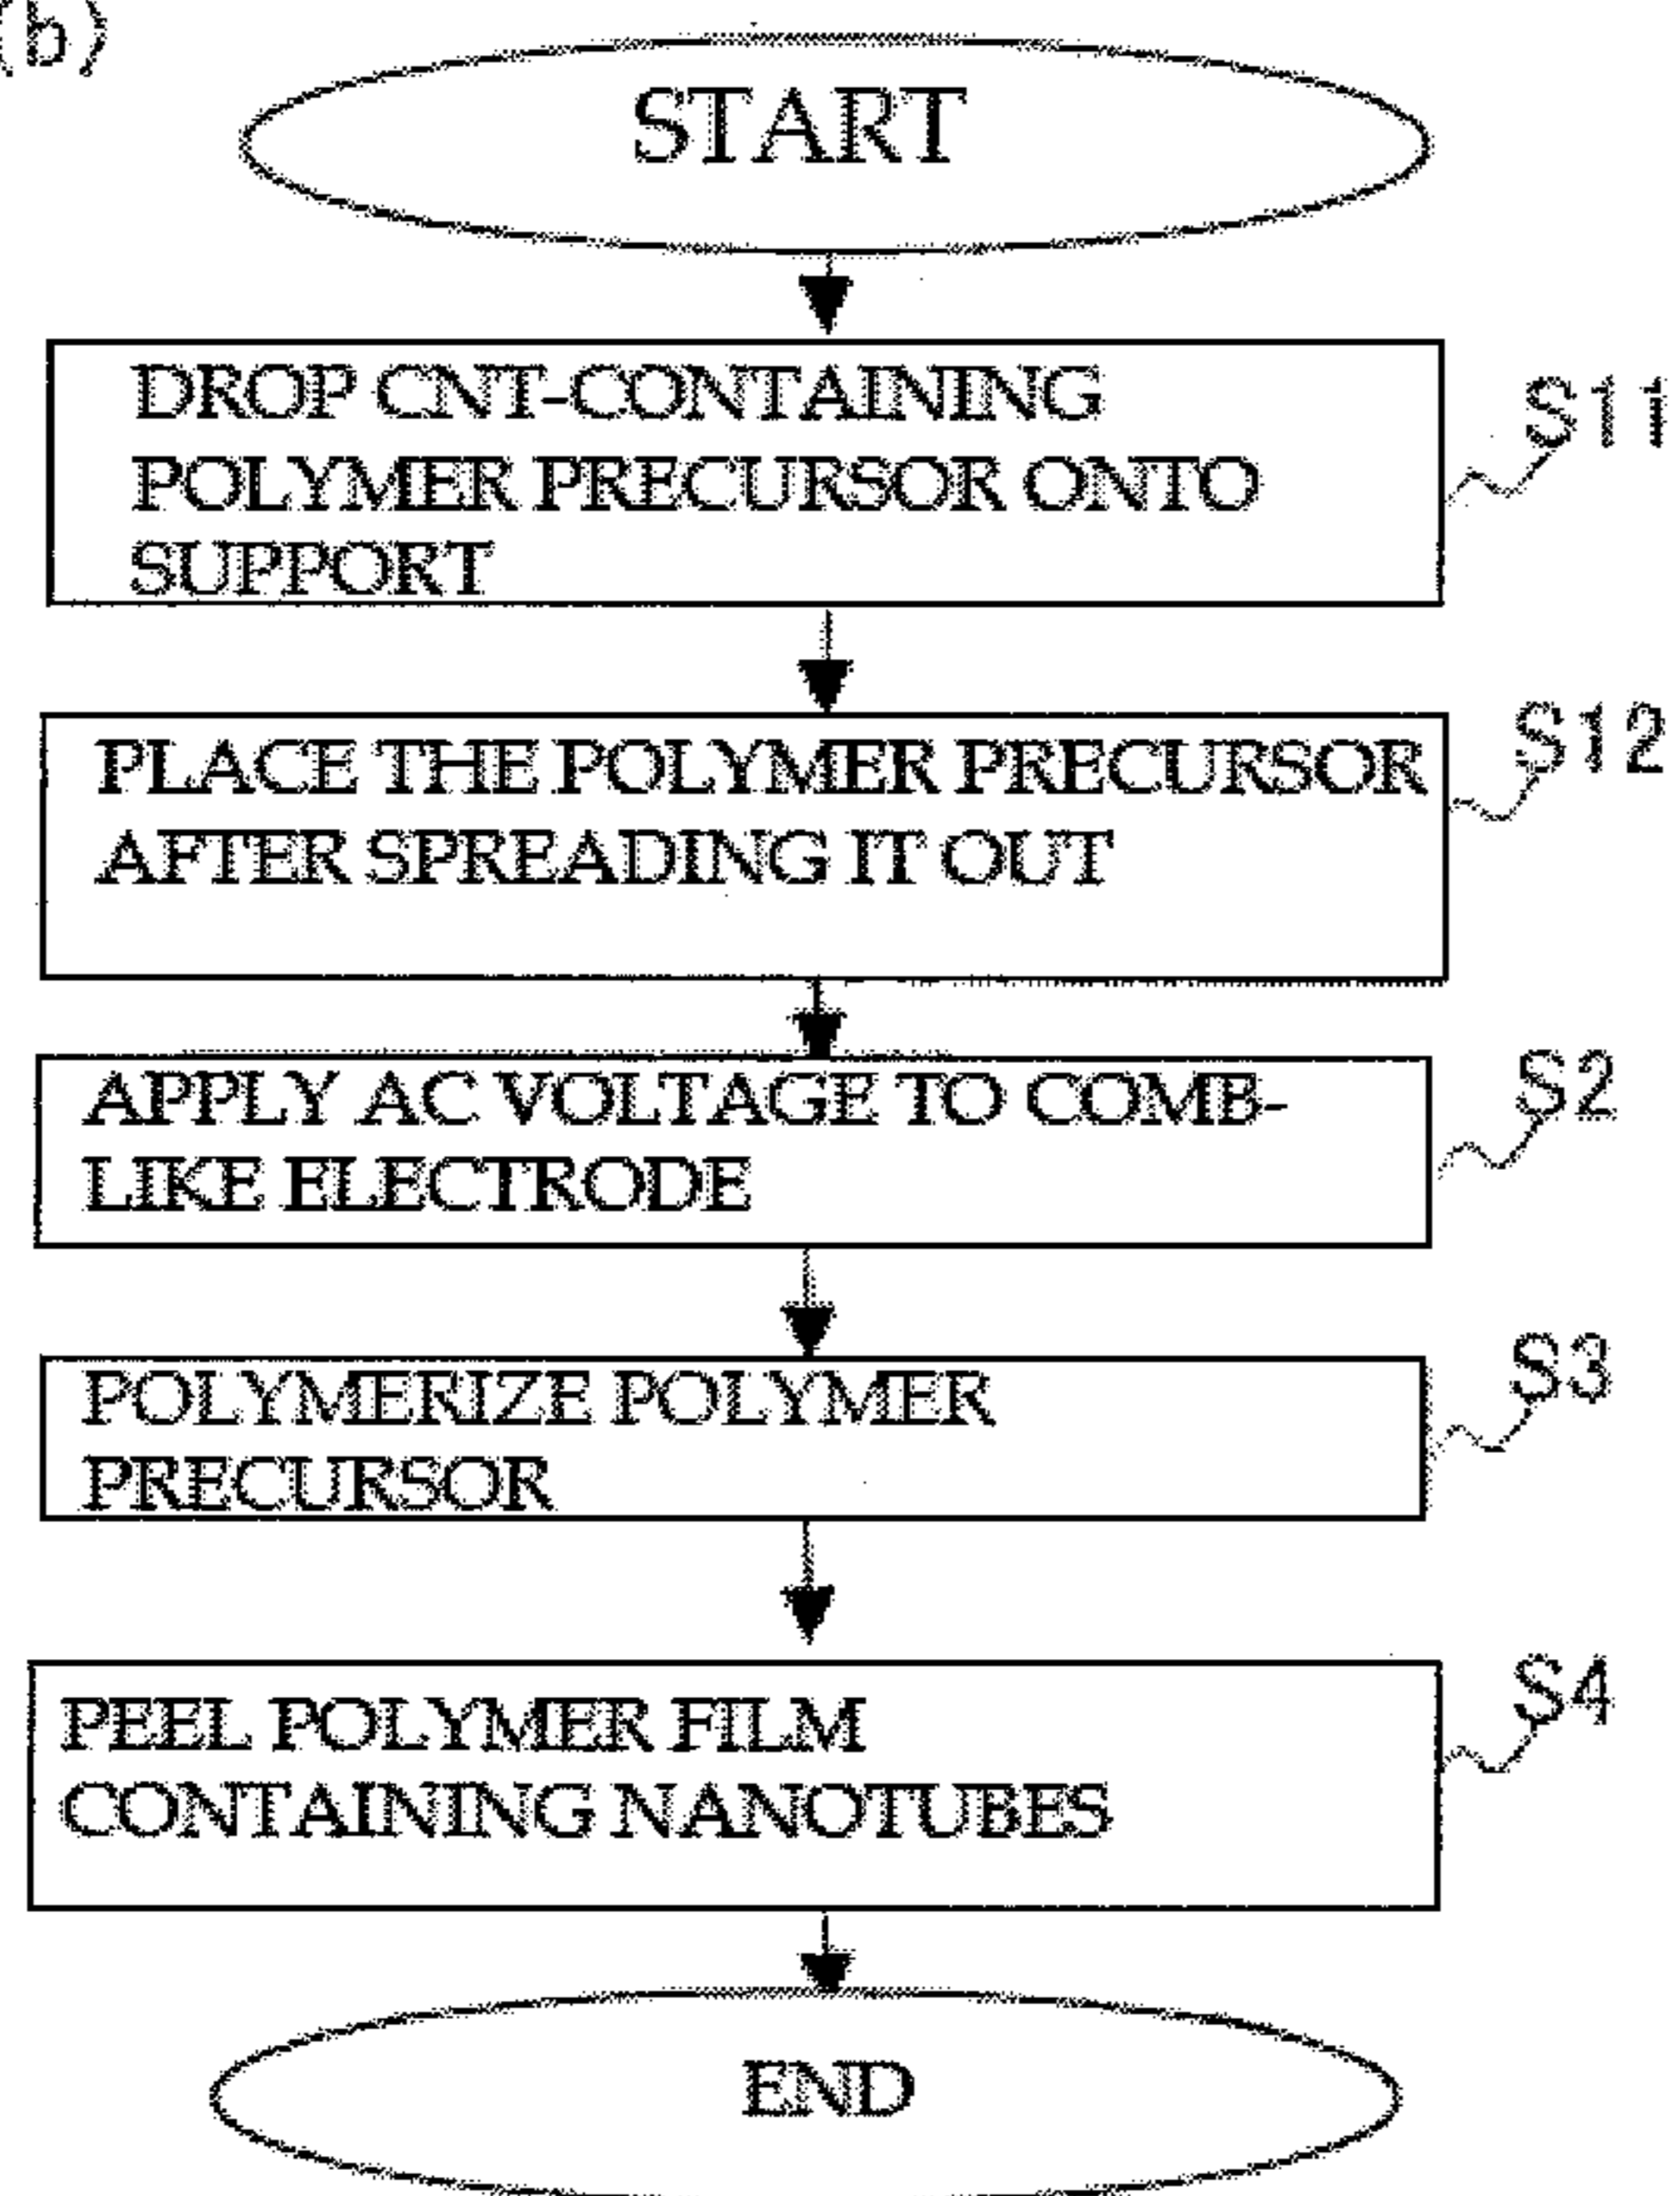 (b)
START
DROP CNT-CONTAINING
POLYMER PRECURSOR ONTO
SUPPORT
S11
PLACE THE POLYMER PRECURSOR
AFTER SPREADING IT OUT
S12
APPLY AC VOLTAGE TO COMB-
LIKE ELECTRODE
S2
POLYMERIZE POLYMER
PRECURSOR
S3
PEEL POLYMER FILM
CONTAINING NANOTUBES
S4
END